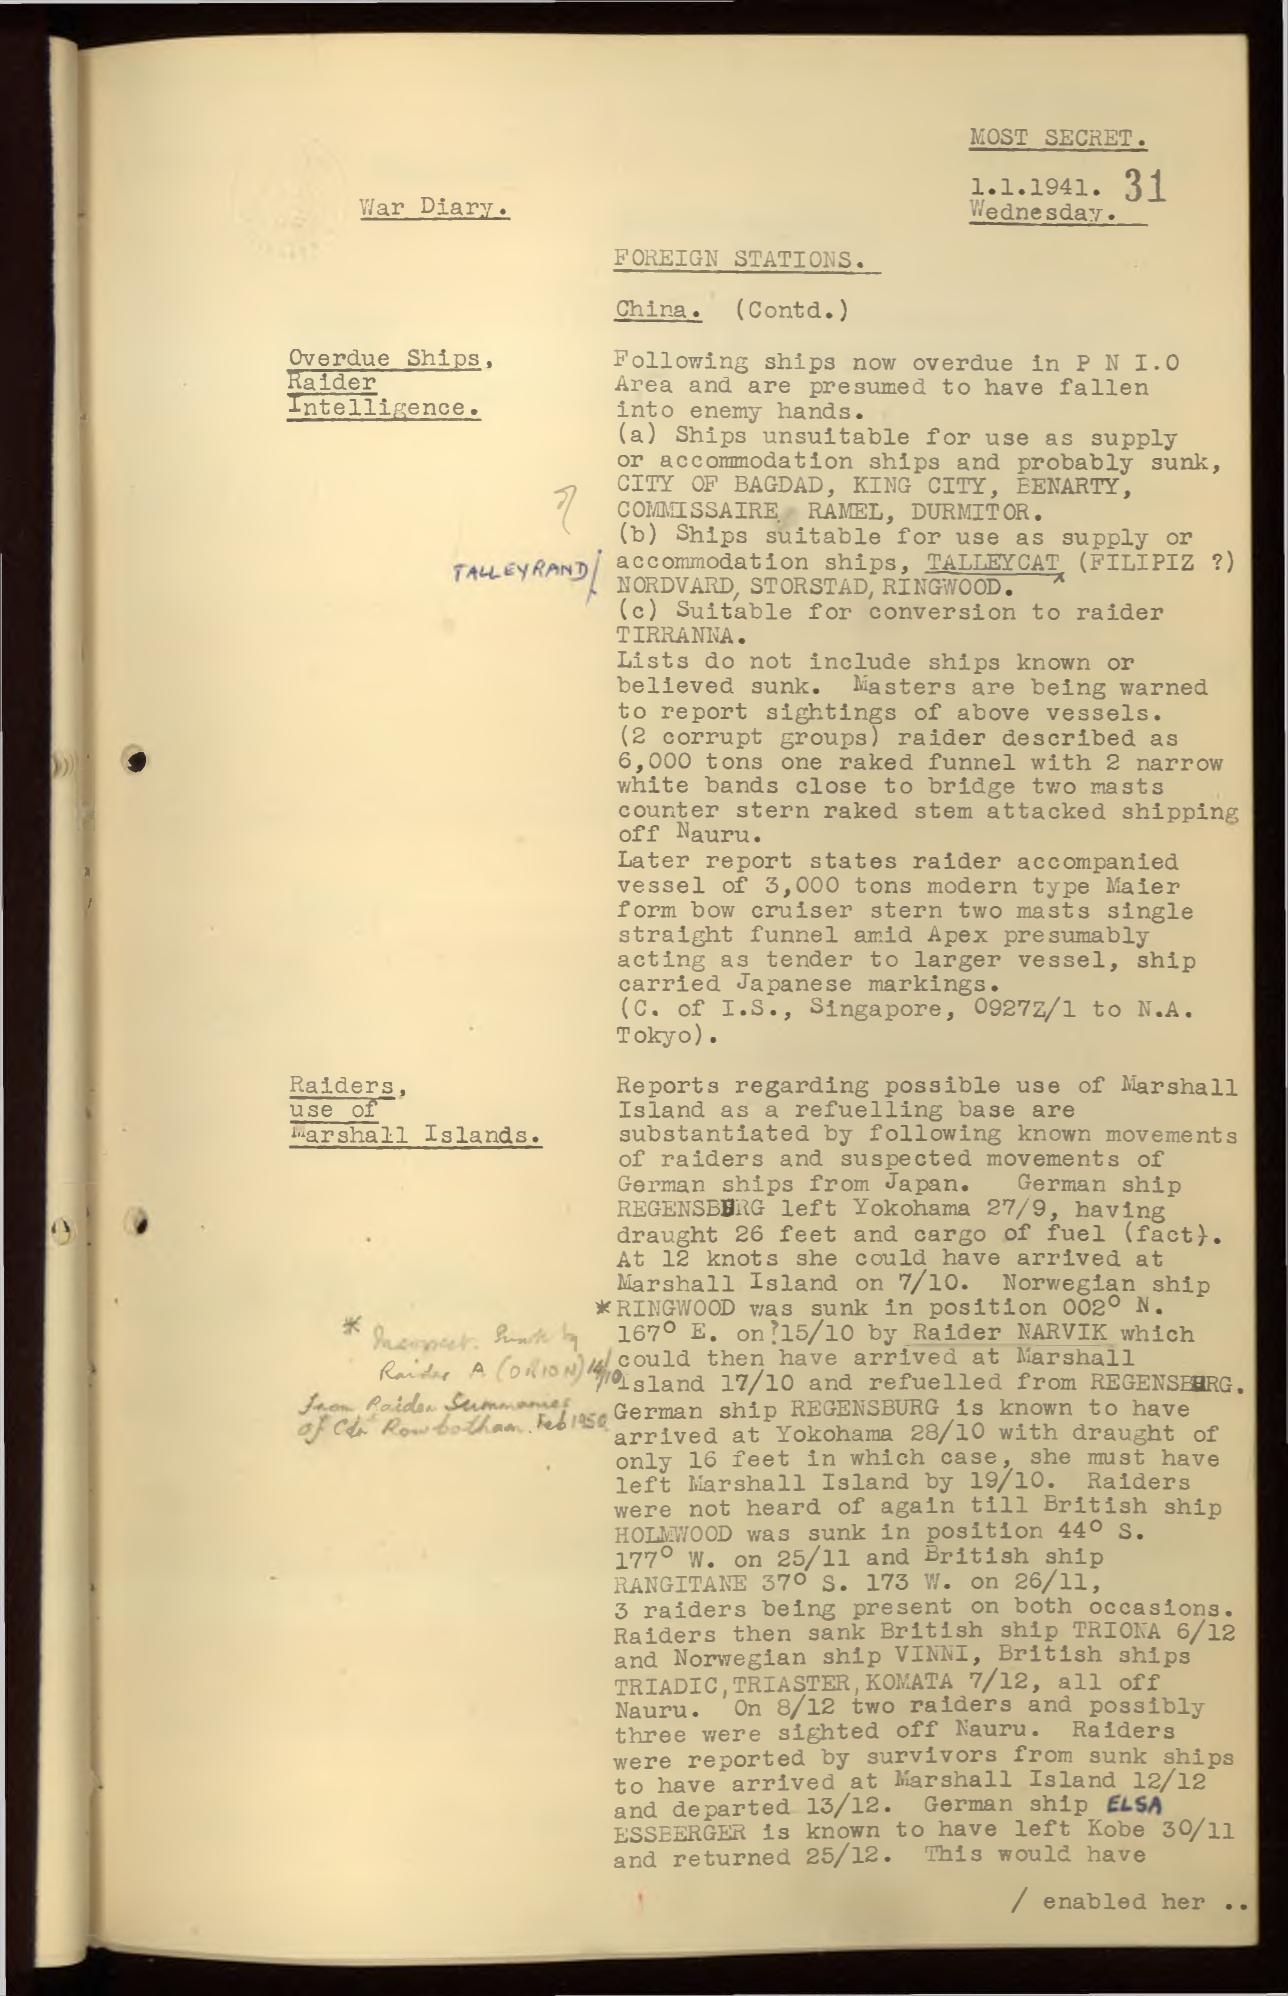 MOST SECRET.
1.1.1941. 31
Wednesday.
War Diary.
FOREIGN STATIONS.
China. (Contd.)
Overdue Ships,
Raider
Intelligence.
Following ships now overdue in P N I.O
Area and are presumed to have fallen
into enemy hands.
(a) Ships unsuitable for use as supply
or accommodation ships and probably sunk,
CITY OF BAGDAD, KING CITY, BENARTY,
COMMISSAIRE RAMEL, DURMITOR.
(b) Ships suitable for use as supply or
accommodation ships, TALLEYCAT (FILIPIZ ?)
TALLEYRAND/
NORDVARD, STORSTAD, RINGWOOD.
(c) Suitable for conversion to raider
TIRRANNA.
Lists do not include ships known or
believed sunk. Masters are being warned
to report sightings of above vessels.
(2 corrupt groups) raider described as
6,000 tons one raked funnel with 2 narrow
white bands close to bridge two masts
counter stern raked stem attacked shipping
off Nauru.
Later report states raider accompanied
vessel of 3,000 tons modern type Maier
form bow cruiser stern two masts single
straight funnel amid Apex presumably
acting as tender to larger vessel, ship
carried Japanese markings.
(C. of I.S., Singapore, 0927Z/1 to N.A.
Tokyo).
Raiders,
use of
Marshall Islands.
Reports regarding possible use of Marshall
Island as a refuelling base are
substantiated by following known movements
of raiders and suspected movements of
German ships from Japan. German ship
REGENSBURG left Yokohama 27/9, having
draught 26 feet and cargo of fuel (fact).
At 12 knots she could have arrived at
Marshall Island on 7/10. Norwegian ship
*RINGWOOD was sunk in position 002° N.
167° E. on ?15/10 by Raider NARVIK which
could then have arrived at Marshall
Island 17/10 and refuelled from REGENSBURG.
* Incorrect. Sunk by
Raider A (ORION) 14/10
from Raider Summaries
of Cdr Rowbotham. Feb 1950
German ship REGENSBURG is known to have
arrived at Yokohama 28/10 with draught of
only 16 feet in which case, she must have
left Marshall Island by 19/10. Raiders
were not heard of again till British ship
HOLMWOOD was sunk in position 44° S.
177° W. on 25/11 and British ship
RANGITANE 37° S. 173 W. on 26/11,
3 raiders being present on both occasions.
Raiders then sank British ship TRIONA 6/12
and Norwegian ship VINNI, British ships
TRIADIC, TRIASTER, KOMATA 7/12, all off
Nauru. On 8/12 two raiders and possibly
three were sighted off Nauru. Raiders
were reported by survivors from sunk ships
to have arrived at Marshall Island 12/12
and departed 13/12. German ship ELSA
ESSBERGER is known to have left Kobe 30/11
and returned 25/12. This would have
/ enabled her ..